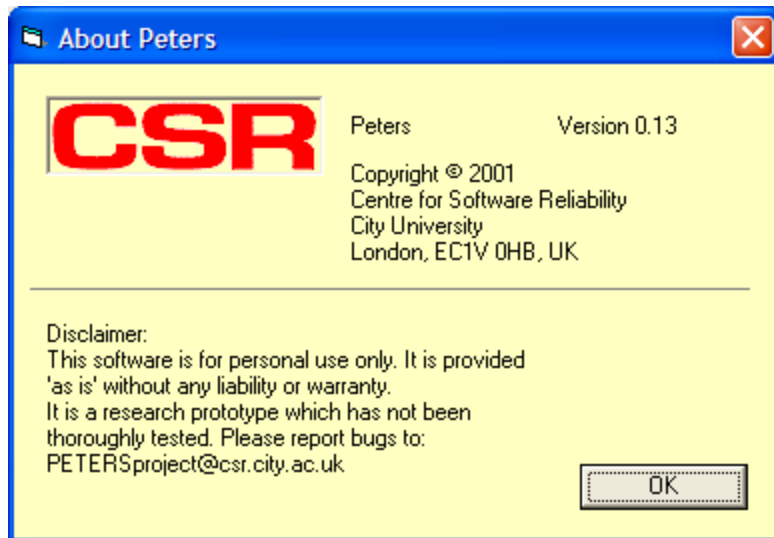 About Peters
CSR
Peters Version 0.13
Copyright © 2001
Centre for Software Reliability
City University
London, EC1V 0HB, UK
Disclaimer:
This software is for personal use only. It is provided
'as is' without any liability or warranty.
It is a research prototype which has not been
thoroughly tested. Please report bugs to:
PETERSproject@csr.city.ac.uk
OK